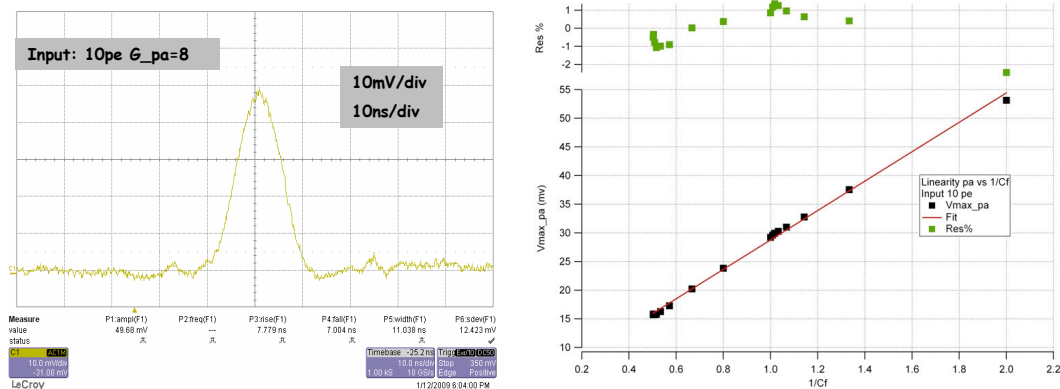 Input: 10pe G_pa=8
10mV/div
10ns/div
C1
Measure P1:ampl(F1) P2:freq(F1) P3:rise(F1) P4:fall(F1) P5:width(F1) P6:sdev(F1)
value 49.68 mV --- 7.779 ns 7.004 ns 11.038 ns 12.423 mV
status
C1 AC1M
10.0 mV/div
-31.00 mV
Timebase -25.2 ns
10.0 ns/div
1.00 kS 10 GS/s
Trigg Ext/10 DC50
Stop 350 mV
Edge Positive
LeCroy
1/12/2009 6:04:00 PM
Res %
1
0
-1
-2
Vmax_pa (mv)
55
50
45
40
35
30
25
20
15
10
Linearity pa vs 1/Cf
Input 10 pe
Vmax_pa
Fit
Res%
0.2 0.4 0.6 0.8 1.0 1.2 1.4 1.6 1.8 2.0 2.2
1/Cf